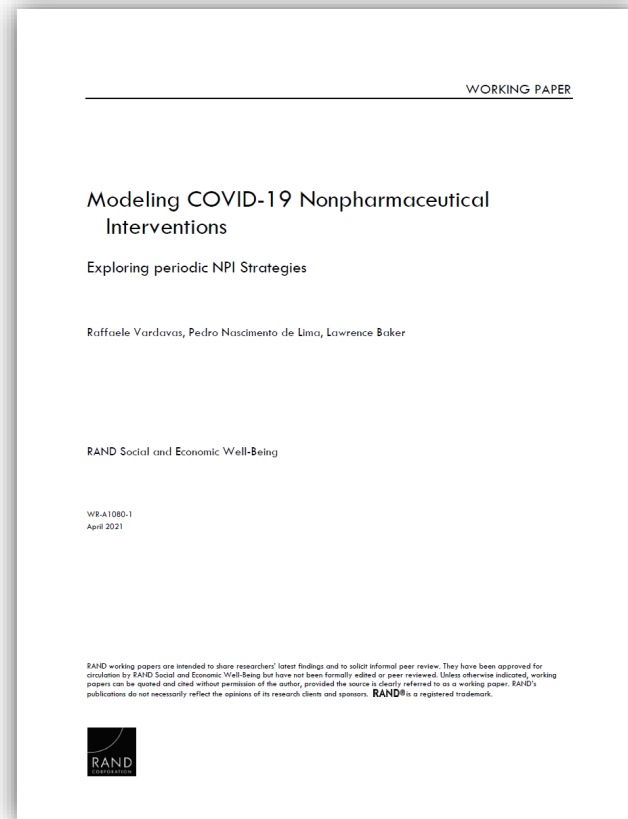 WORKING PAPER
Modeling COVID-19 Nonpharmaceutical
Interventions
Exploring periodic NPI Strategies
Raffaele Vardavas, Pedro Nascimento de Lima, Lawrence Baker
RAND Social and Economic Well-Being
WR-A1080-1
April 2021
RAND working papers are intended to share researchers' latest findings and to solicit informal peer review. They have been approved for
circulation by RAND Social and Economic Well-Being but have not been formally edited or peer reviewed. Unless otherwise indicated, working
papers can be quoted and cited without permission of the author, provided the source is clearly referred to as a working paper. RAND's
publications do not necessarily reflect the opinions of its research clients and sponsors. RAND® is a registered trademark.
RAND
CORPORATION